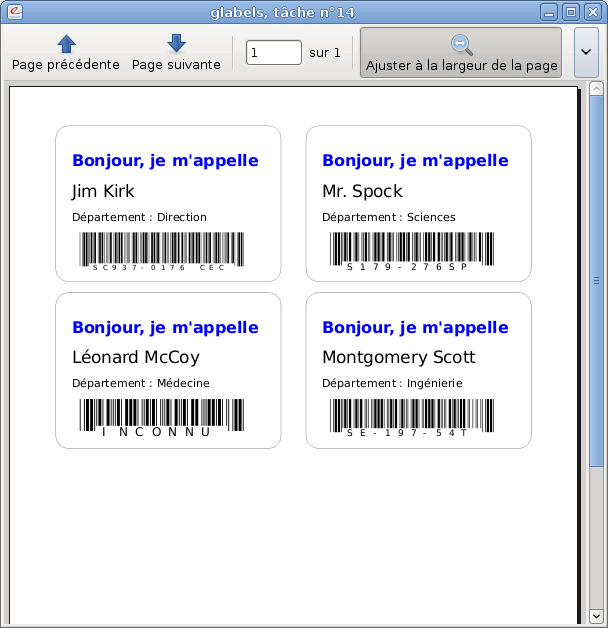 glabels, tâche n°14
Page précédente
Page suivante
1
sur 1
Ajuster à la largeur de la page
Bonjour, je m'appelle
Jim Kirk
Département : Direction
SC937-0176 CEC
Bonjour, je m'appelle
Mr. Spock
Département : Sciences
S179-276SP
Bonjour, je m'appelle
Léonard McCoy
Département : Médecine
INCONNU
Bonjour, je m'appelle
Montgomery Scott
Département : Ingénierie
SE-197-54T